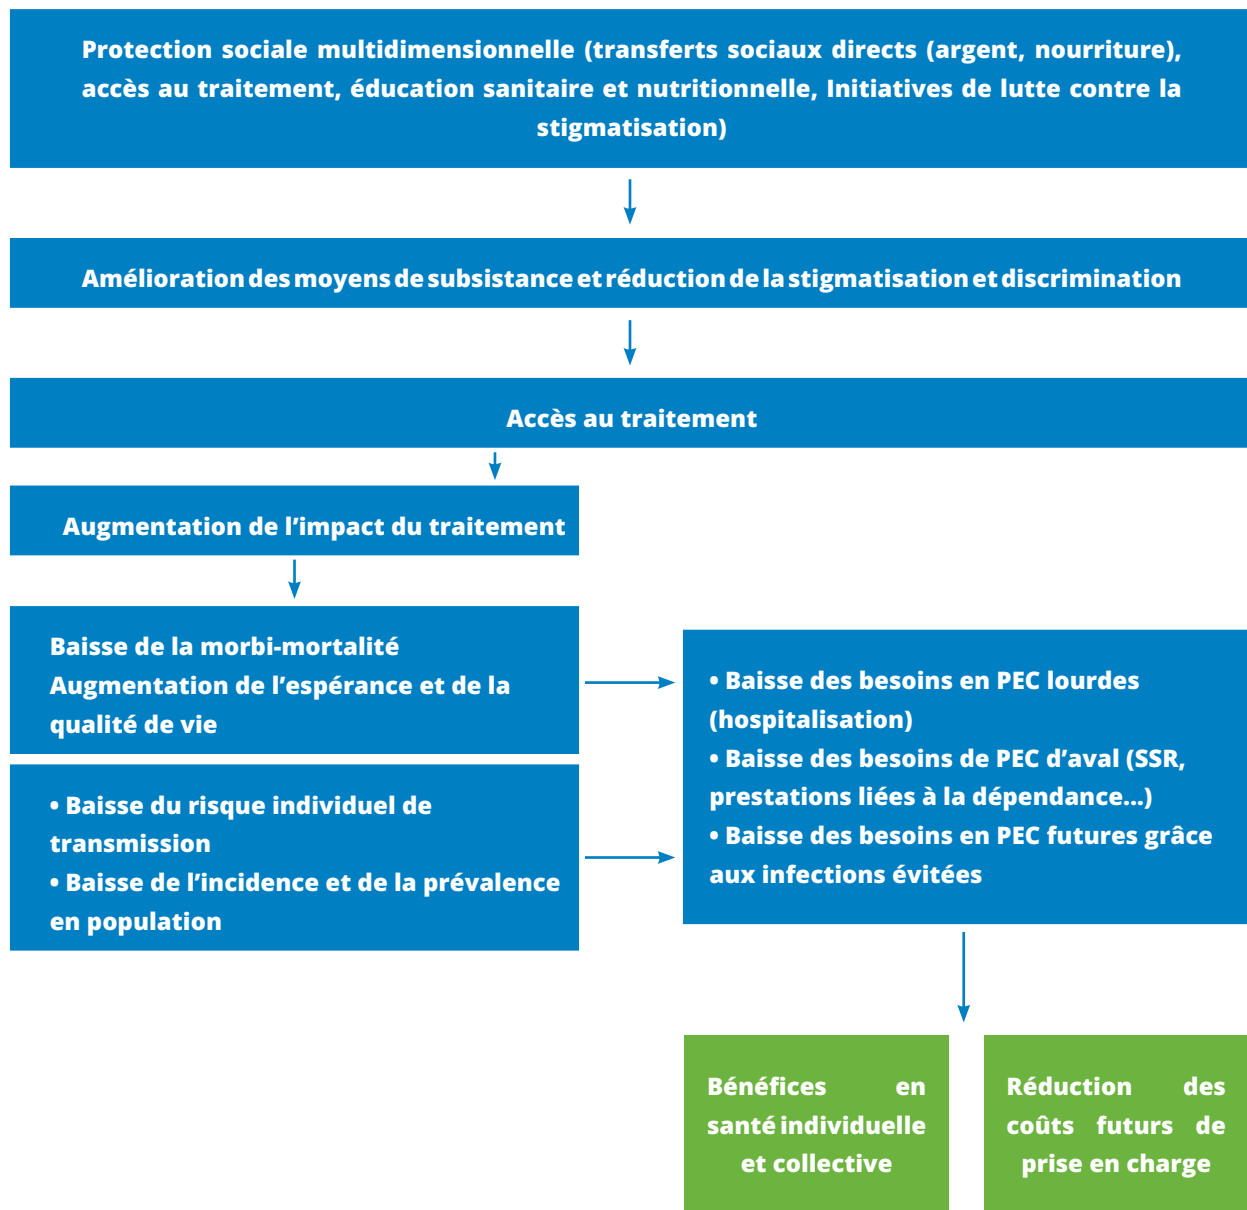 Protection sociale multidimensionnelle (transferts sociaux directs (argent, nourriture),
accès au traitement, éducation sanitaire et nutritionnelle, Initiatives de lutte contre la
stigmatisation)
Amélioration des moyens de subsistance et réduction de la stigmatisation et discrimination
Accès au traitement
Augmentation de l’impact du traitement
Baisse de la morbi-mortalité
Augmentation de l’espérance et de la
qualité de vie
• Baisse du risque individuel de
transmission
• Baisse de l’incidence et de la prévalence
en population
• Baisse des besoins en PEC lourdes
(hospitalisation)
• Baisse des besoins de PEC d’aval (SSR,
prestations liées à la dépendance...)
• Baisse des besoins en PEC futures grâce
aux infections évitées
Bénéfices en
santé individuelle
et collective
Réduction des
coûts futurs de
prise en charge